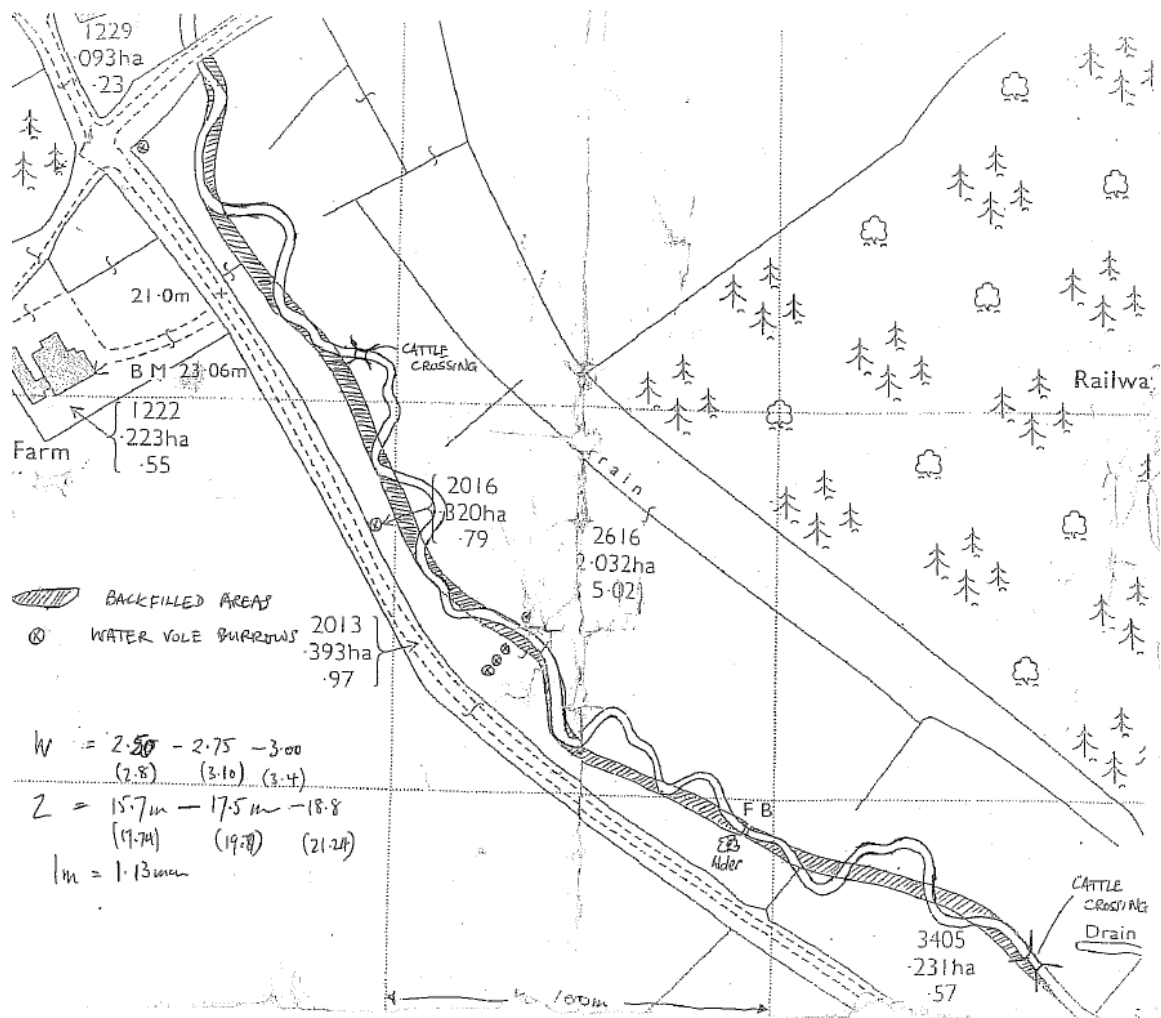 1229
·093ha
·23
21·0m
CATTLE
CROSSING
B M 23·06m
Railwa
1222
·223ha
·55
Farm
2016
·320ha
·79
Drain
2616
2·032ha
5·02
BACKFILLED AREAS
WATER VOLE BURROWS
2013
·393ha
·97
W = 2·50 - 2·75 - 3·00
(2·8) (3·10) (3·4)
Z = 15·7m - 17·5m - 18·8
(17·74) (21·24)
1m = 1·13mm
F B
Alder
CATTLE
CROSSING
Drain
3405
·231ha
·57
100m